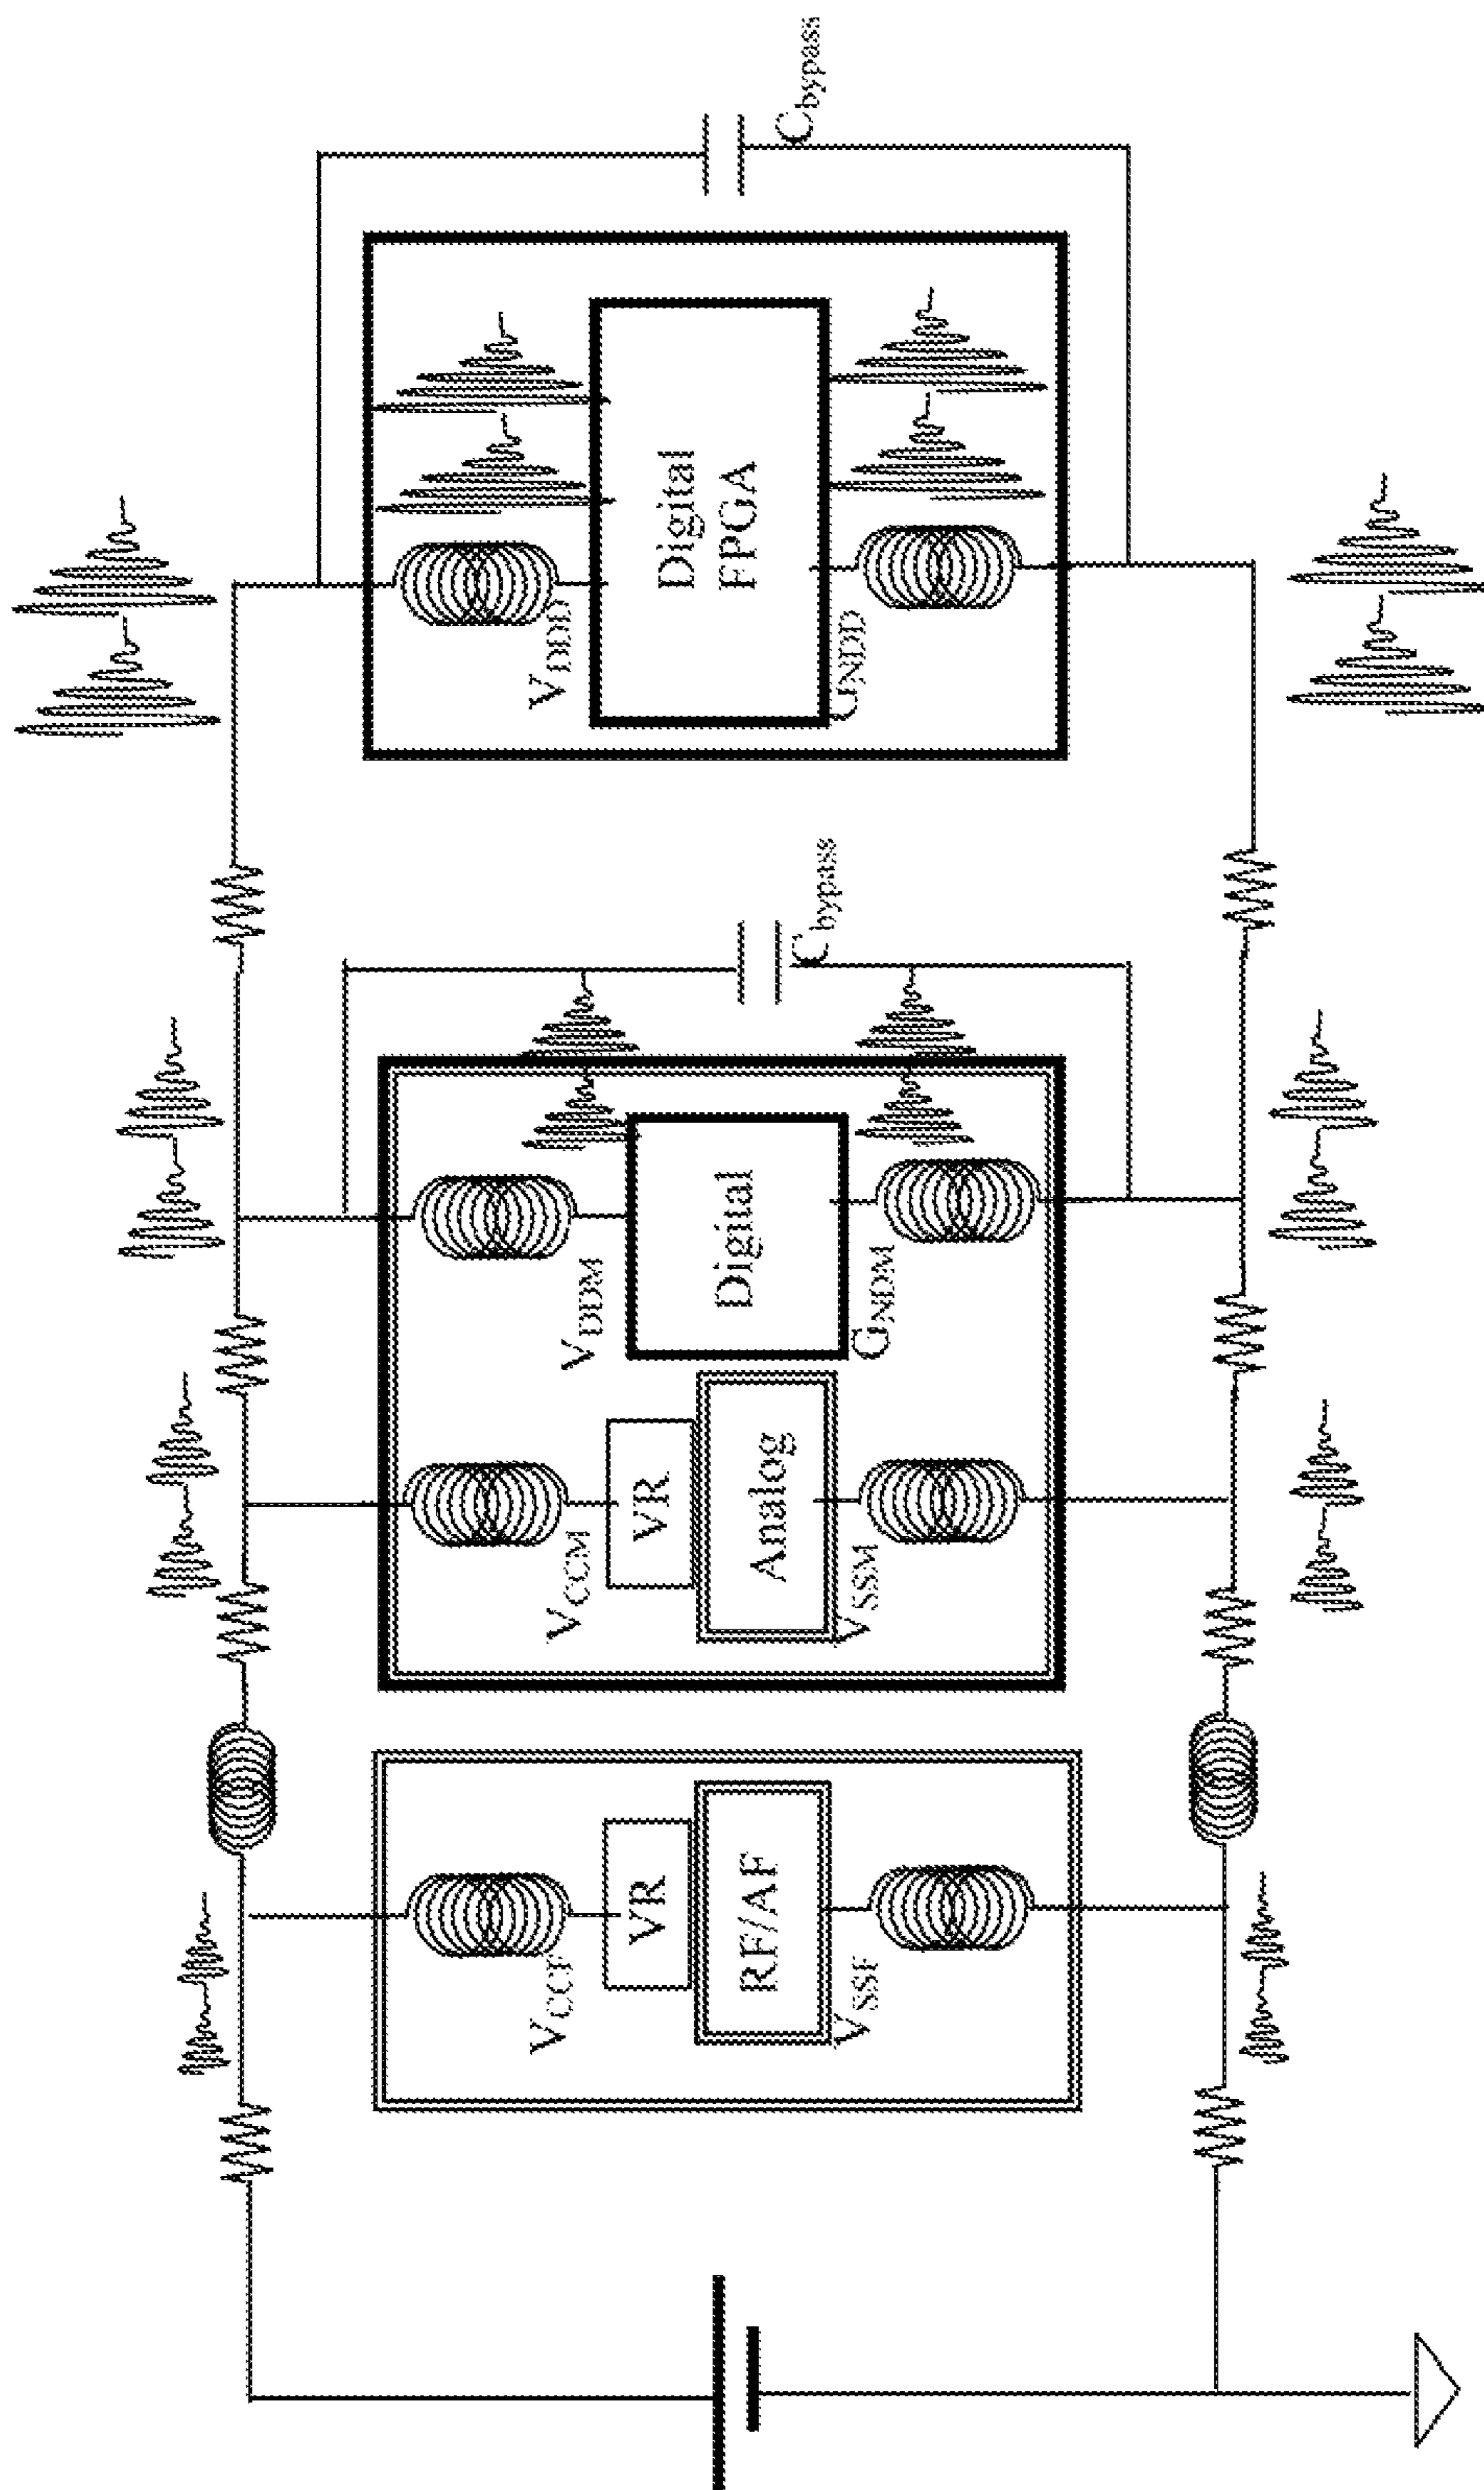 VCCF
VR
RF/AF
VSSF
VCCM
VR
Analog
VSSM
VDDM
Digital
GNDM
Cbypass
VDDD
Digital
FPGA
GNDD
Cbypass